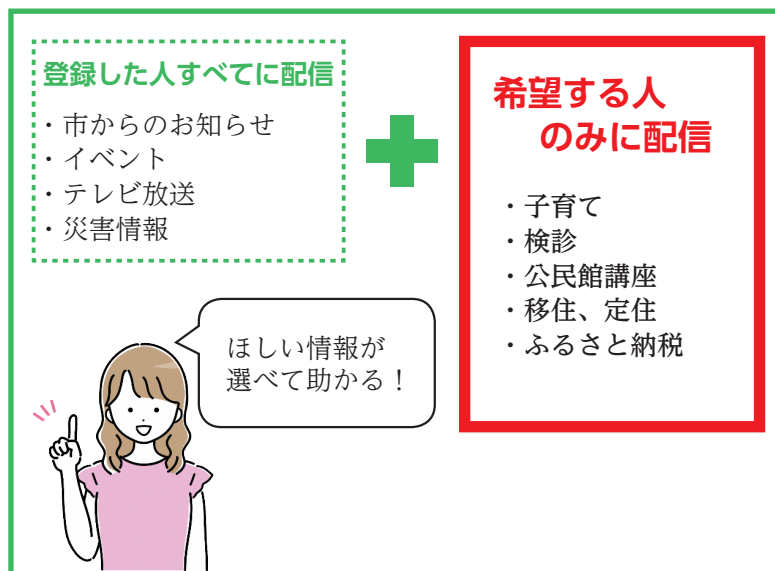 登録した人すべてに配信
・市からのお知らせ
・イベント
・テレビ放送
・災害情報
希望する人
のみに配信
・子育て
・検診
・公民館講座
・移住、定住
・ふるさと納税
ほしい情報が
選べて助かる！